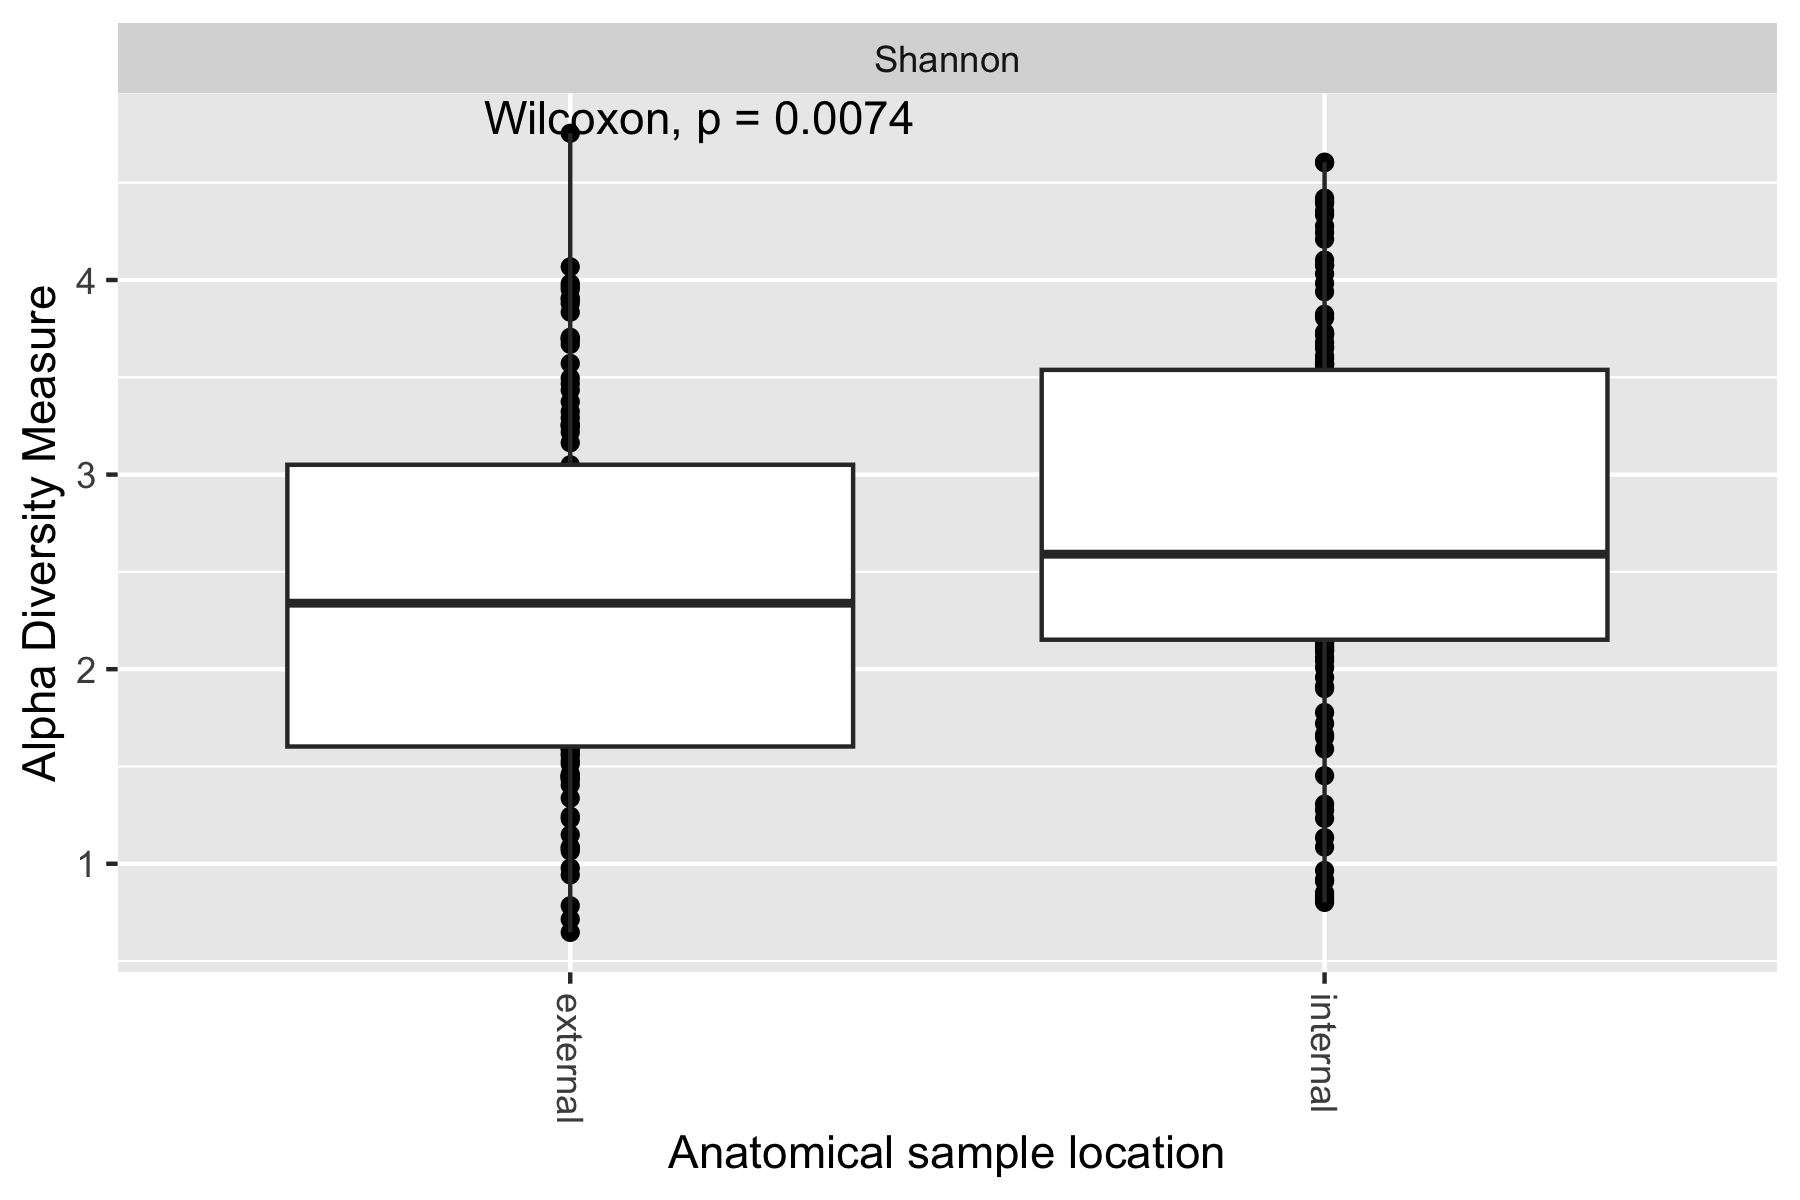 Shannon
Wilcoxon, p = 0.0074
Alpha Diversity Measure
4
3
2
1
external
internal
Anatomical sample location